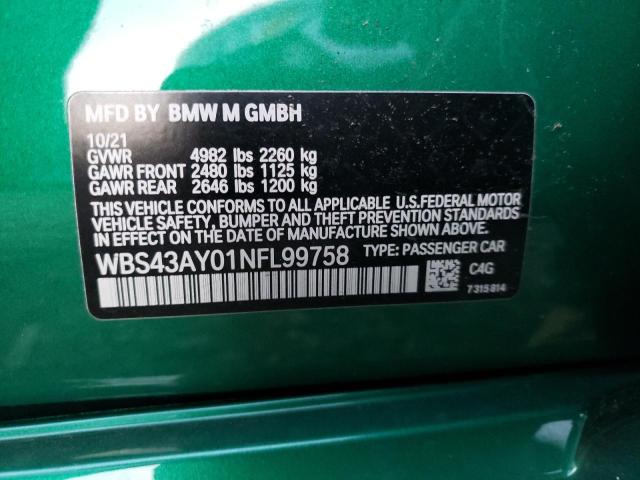 MFD BY BMW M GMBH
10/21
GVWR 4982 lbs 2260 kg
GAWR FRONT 2480 lbs 1125 kg
GAWR REAR 2646 lbs 1200 kg
THIS VEHICLE CONFORMS TO ALL APPLICABLE U.S.FEDERAL MOTOR
VEHICLE SAFETY, BUMPER AND THEFT PREVENTION STANDARDS
IN EFFECT ON THE DATE OF MANUFACTURE SHOWN ABOVE.
WBS43AY01NFL99758 TYPE: PASSENGER CAR
C4G
7315814